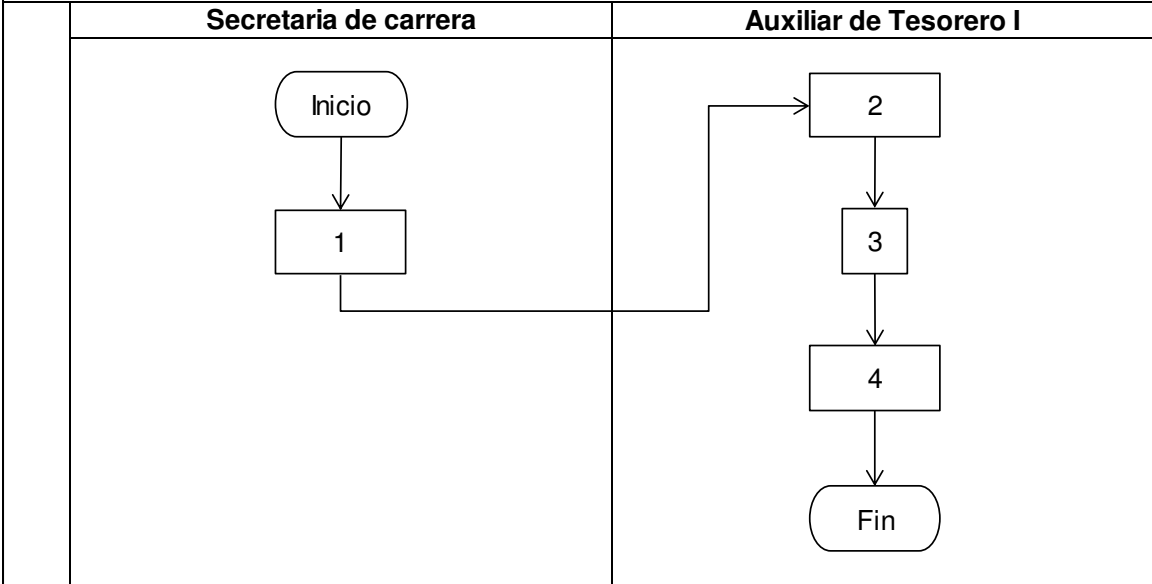 Secretaria de carrera
Auxiliar de Tesorero I
Inicio
1
2
3
4
Fin